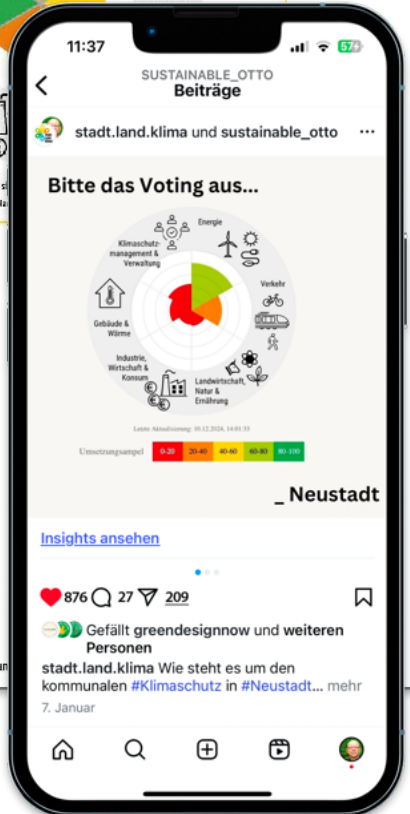 11:37
57
SUSTAINABLE_OTTO
Beiträge
stadt.land.klima und sustainable_otto ...
Bitte das Voting aus...
Energie
Klimaschutz-
management &
Verwaltung
Verkehr
Gebäude &
Wärme
Industrie,
Wirtschaft &
Konsum
Landwirtschaft,
Natur &
Ernährung
Letzte Aktualisierung: 10.12.2024, 14:01:33
Umsetzungsampel 0-20 20-40 40-60 60-80 80-100
_ Neustadt
Insights ansehen
876 27 209
Gefällt greendesignnow und weiteren
Personen
stadt.land.klima Wie steht es um den
kommunalen #Klimaschutz in #Neustadt... mehr
7. Januar